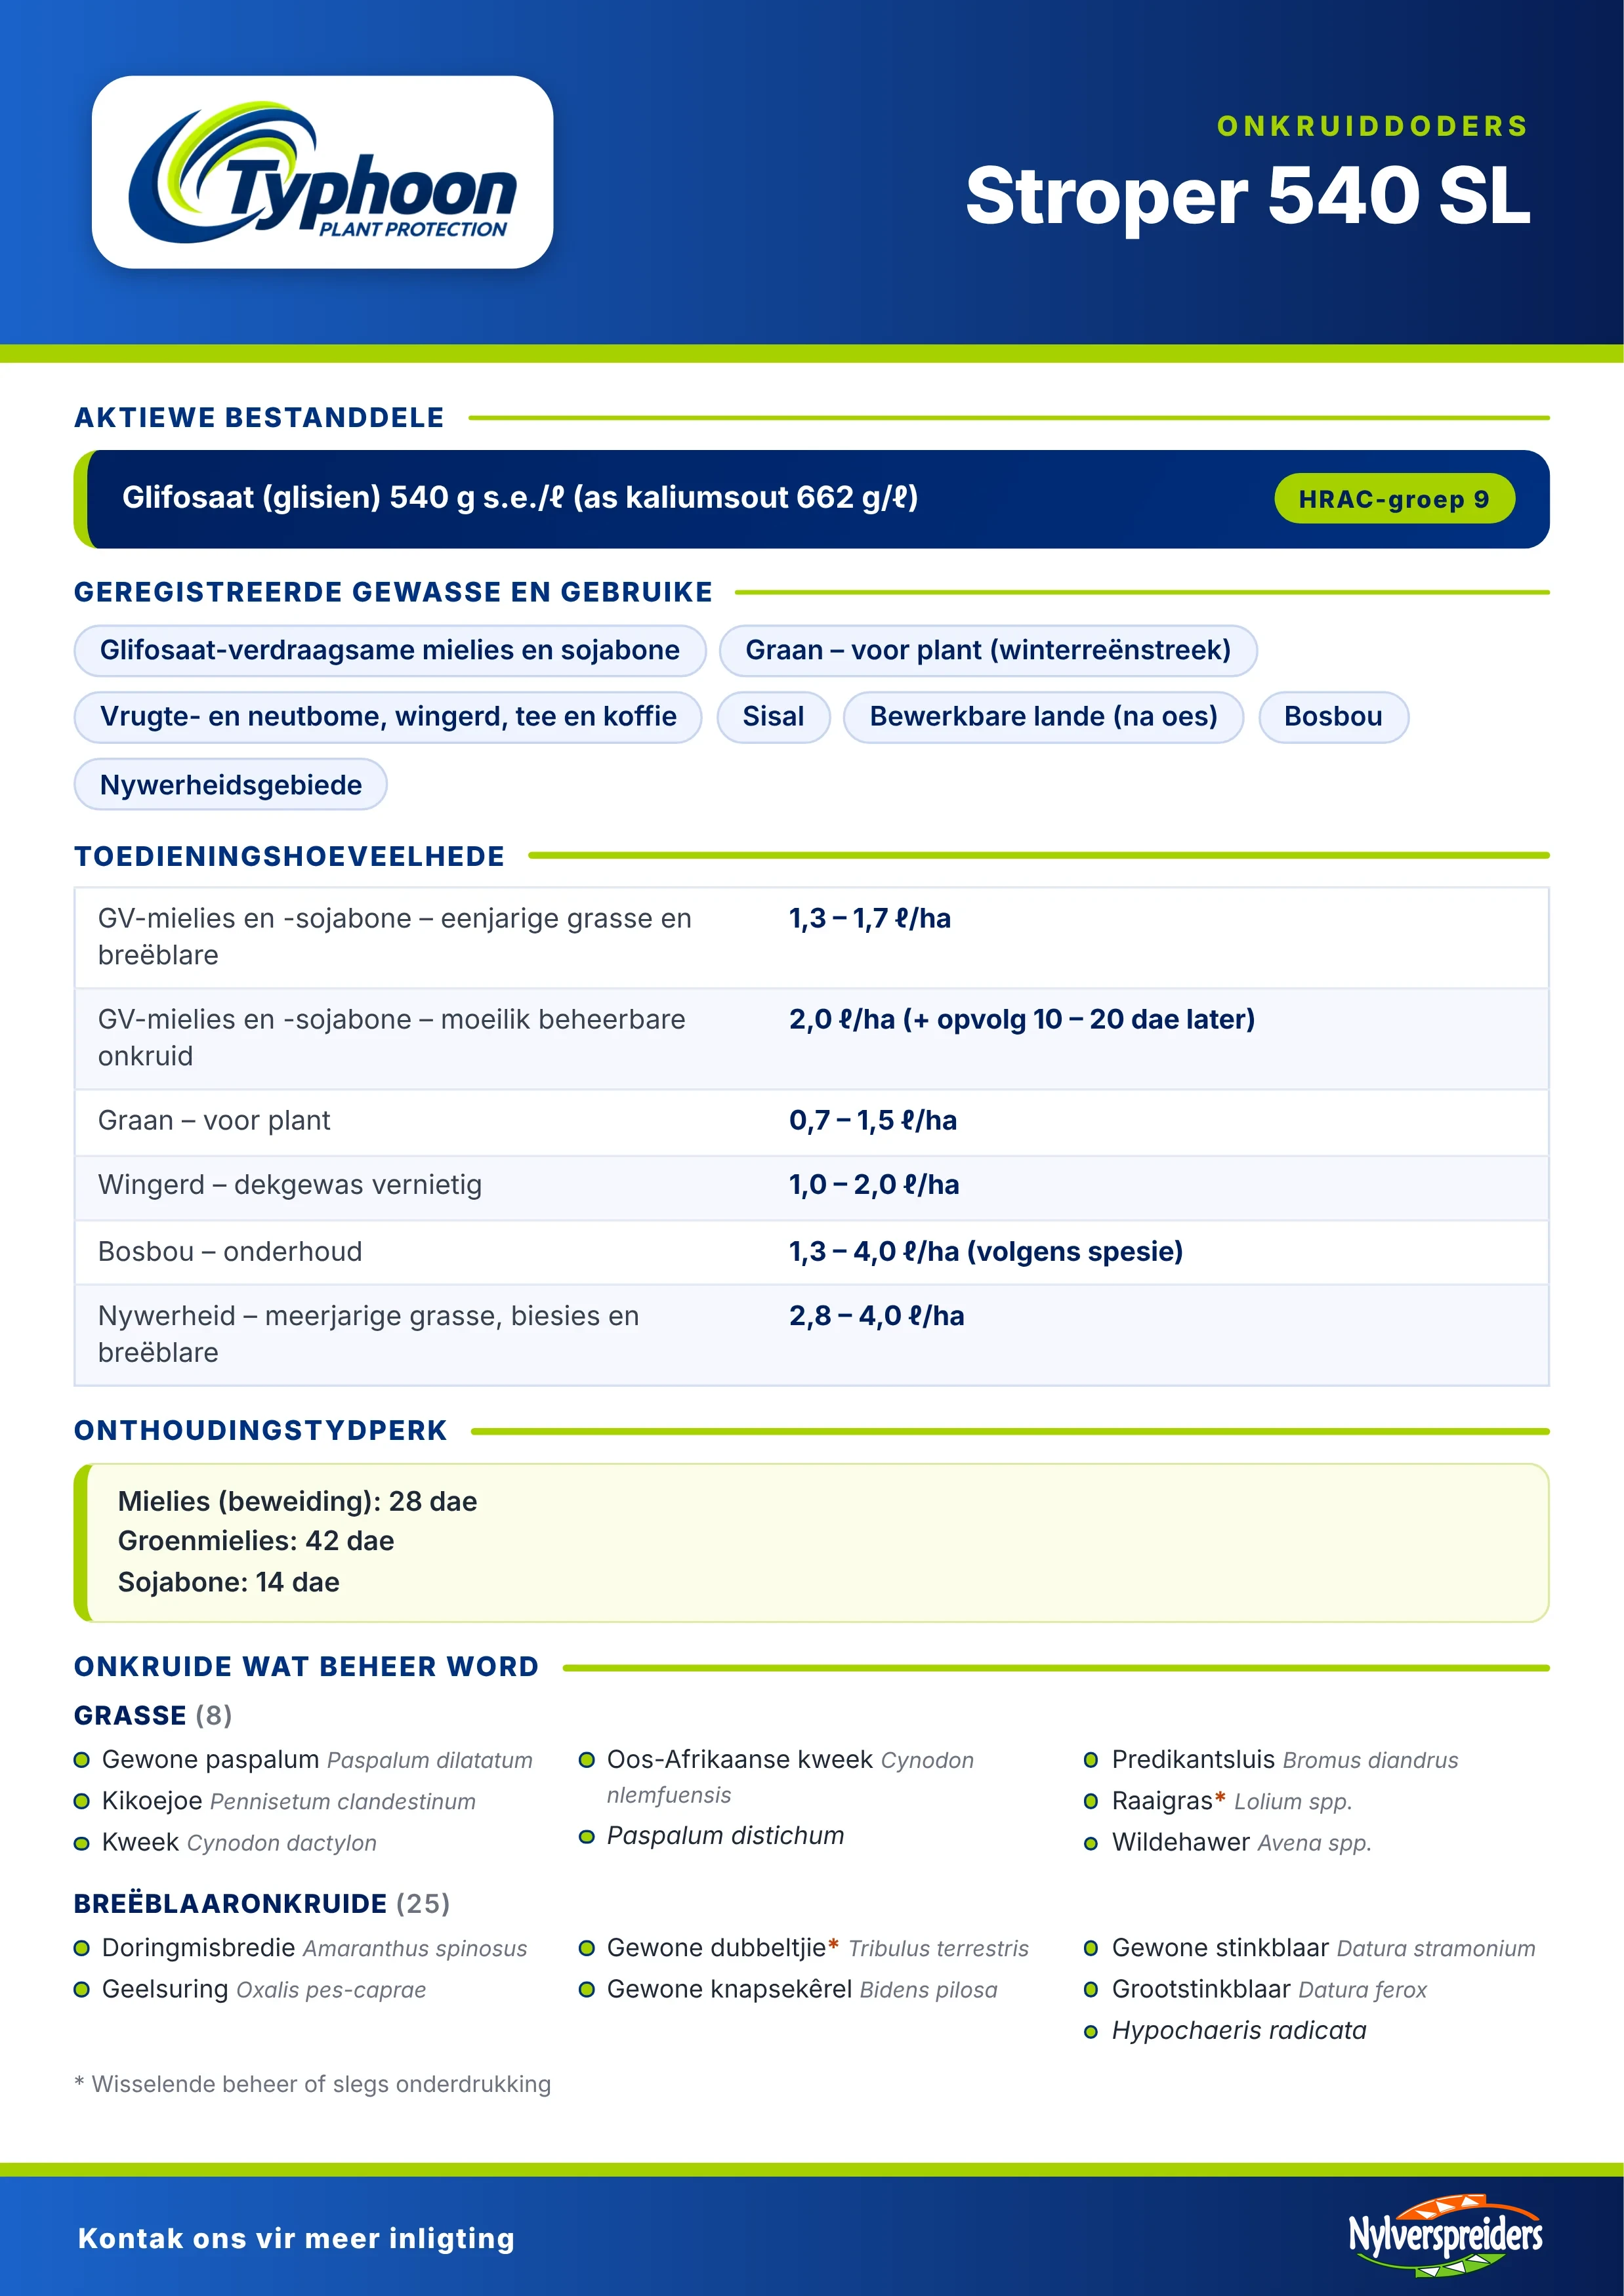 Typhoon
PLANT PROTECTION
ONKRUIDDODERS
Stroper 540 SL
AKTIEWE BESTANDDELE
Glifosaat (glisien) 540 g s.e./ℓ (as kaliumsout 662 g/ℓ)
HRAC-groep 9
GEREGISTREERDE GEWASSE EN GEBRUIKE
Glifosaat-verdraagsame mielies en sojabone
Graan – voor plant (winterreënstreek)
Vrugte- en neutbome, wingerd, tee en koffie
Sisal
Bewerkbare lande (na oes)
Bosbou
Nywerheidsgebiede
TOEDIENINGSHOEVEELHEDE
GV-mielies en -sojabone – eenjarige grasse en
breëblare
1,3 – 1,7 ℓ/ha
GV-mielies en -sojabone – moeilik beheerbare
onkruid
2,0 ℓ/ha (+ opvolg 10 – 20 dae later)
Graan – voor plant
0,7 – 1,5 ℓ/ha
Wingerd – dekgewas vernietig
1,0 – 2,0 ℓ/ha
Bosbou – onderhoud
1,3 – 4,0 ℓ/ha (volgens spesie)
Nywerheid – meerjarige grasse, biesies en
breëblare
2,8 – 4,0 ℓ/ha
ONTHOUDINGSTYDPERK
Mielies (beweiding): 28 dae
Groenmielies: 42 dae
Sojabone: 14 dae
ONKRUIDE WAT BEHEER WORD
GRASSE (8)
Gewone paspalum Paspalum dilatatum
Kikoejoe Pennisetum clandestinum
Kweek Cynodon dactylon
Oos-Afrikaanse kweek Cynodon
nlemfuensis
Paspalum distichum
Predikantsluis Bromus diandrus
Raaigras* Lolium spp.
Wildehawer Avena spp.
BREËBLAARONKRUIDE (25)
Doringmisbredie Amaranthus spinosus
Geelsuring Oxalis pes-caprae
Gewone dubbeltjie* Tribulus terrestris
Gewone knapsekêrel Bidens pilosa
Gewone stinkblaar Datura stramonium
Grootstinkblaar Datura ferox
Hypochaeris radicata
* Wisselende beheer of slegs onderdrukking
Kontak ons vir meer inligting
Nylverspreiders